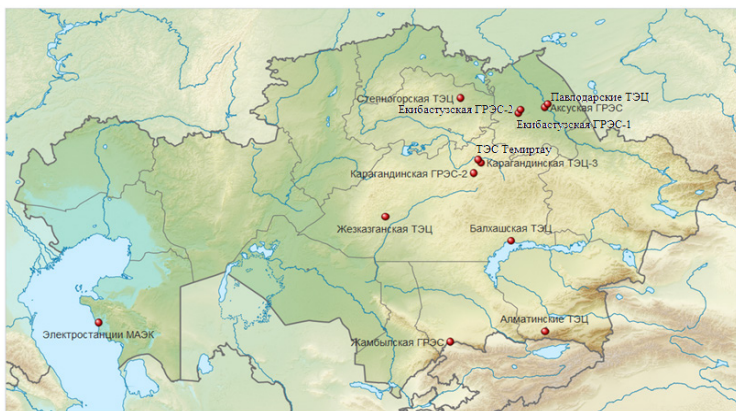 Павлодарские ТЭЦ
Степногорская ТЭЦ
Аксуская ГРЭС
Екибастузская ГРЭС-2
Екибастузская ГРЭС-1
ТЭС Темиртау
Карагандинская ТЭЦ-3
Карагандинская ГРЭС-2
Жезказганская ТЭЦ
Балхашская ТЭЦ
Алматинские ТЭЦ
Электростанции МАЭК
Жамбылская ГРЭС